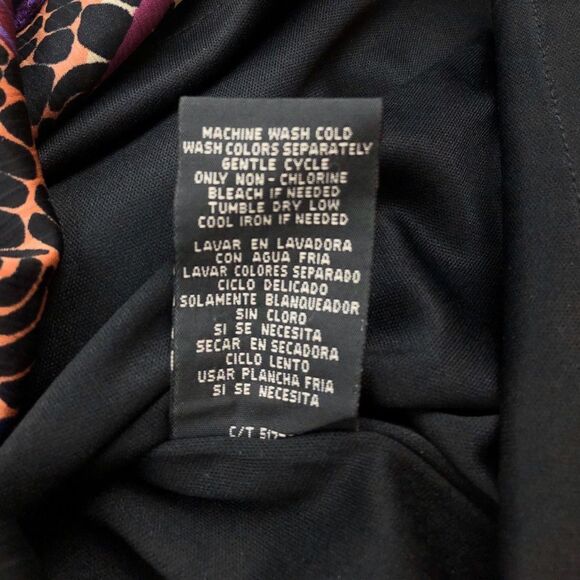 MACHINE WASH COLD
WASH COLORS SEPARATELY
GENTLE CYCLE
ONLY NON - CHLORINE
BLEACH IF NEEDED
TUMBLE DRY LOW
COOL IRON IF NEEDED
LAVAR EN LAVADORA
CON AGUA FRIA
LAVAR COLORES SEPARADO
CICLO DELICADO
SOLAMENTE BLANQUEADOR
SIN CLORO
SI SE NECESITA
SECAR EN SECADORA
CICLO LENTO
USAR PLANCHA FRIA
SI SE NECESITA
C/T